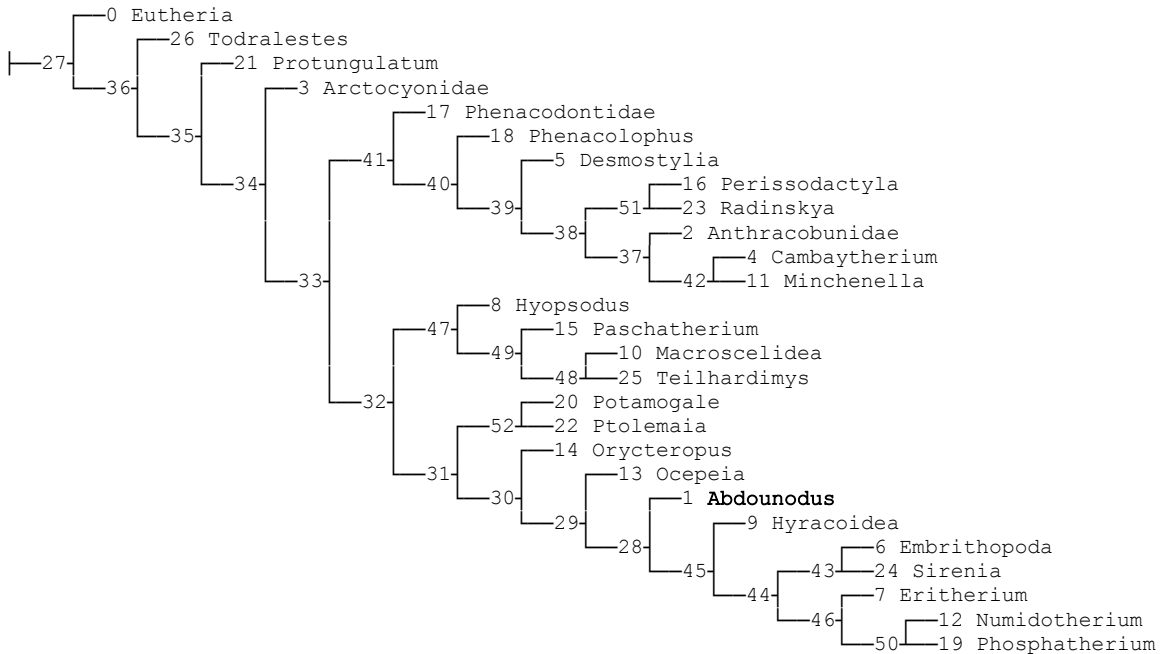 0 Eutheria
26 Todralestes
21 Protungulatum
27
3 Arctocyonidae
36
17 Phenacodontidae
18 Phenacolophus
35
41
5 Desmostylia
34
40
16 Perissodactyla
39
51
23 Radinskya
38
2 Anthracobunidae
37
4 Cambaytherium
33
42
11 Minchenella
8 Hyopsodus
47
15 Paschatherium
49
10 Macroscelidea
48
25 Teilhardimys
32
20 Potamogale
52
22 Ptolemaia
14 Orycteropus
31
13 Ocepeia
30
1 Abdounodus
29
9 Hyracoidea
28
6 Embrithopoda
45
43
24 Sirenia
44
7 Eritherium
46
12 Numidotherium
50
19 Phosphatherium